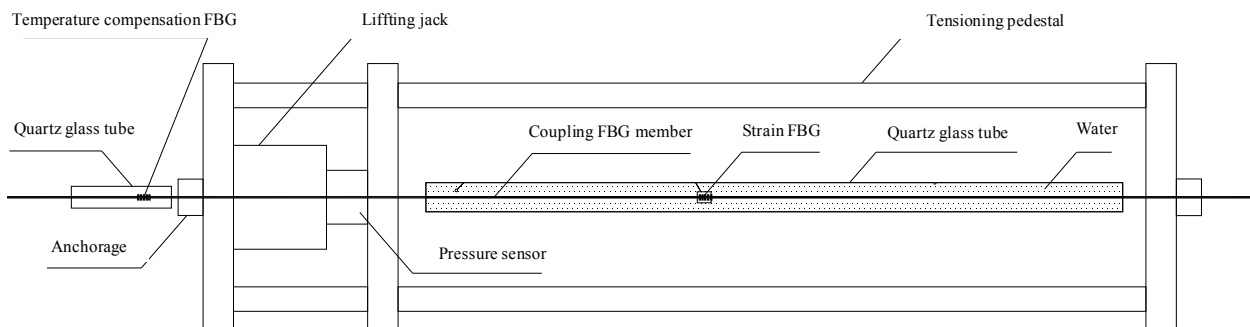 Temperature compensation FBG
Liffting jack
Tensioning pedestal
Quartz glass tube
Coupling FBG member
Strain FBG
Quartz glass tube
Water
Anchorage
Pressure sensor